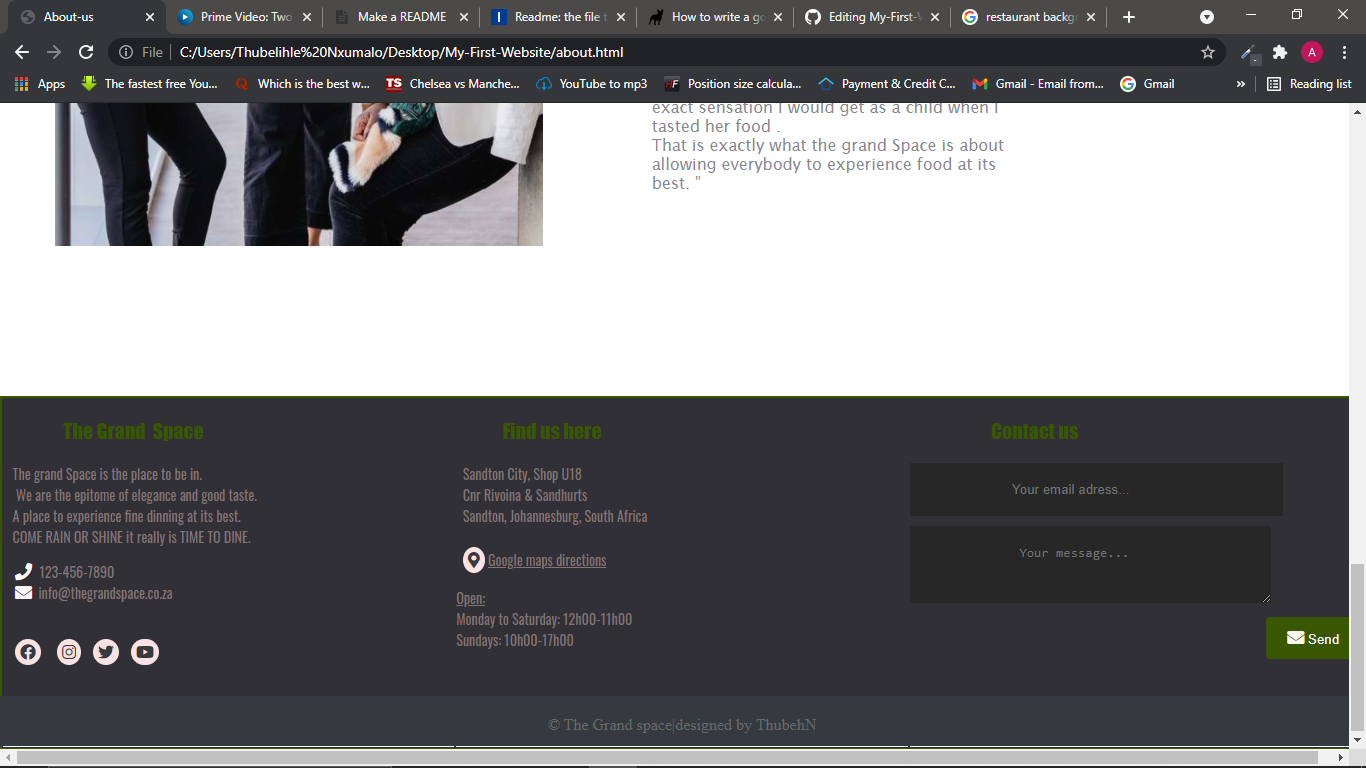 About-us
Prime Video: Two
Make a README
Readme: the file t
How to write a go
Editing My-First-W
restaurant backgr
File
C:/Users/Thubelihle%20Nxumalo/Desktop/My-First-Website/about.html
A
Apps
The fastest free You...
Which is the best w...
TS
Chelsea vs Manche...
YouTube to mp3
Position size calcula...
Payment & Credit C...
Gmail - Email from...
Gmail
»
Reading list
exact sensation I would get as a child when I
tasted her food .
That is exactly what the grand Space is about
allowing everybody to experience food at its
best. "
The Grand Space
The grand Space is the place to be in.
We are the epitome of elegance and good taste.
A place to experience fine dinning at its best.
COME RAIN OR SHINE it really is TIME TO DINE.
123-456-7890
info@thegrandspace.co.za
Find us here
Sandton City, Shop U18
Cnr Rivoina & Sandhurts
Sandton, Johannesburg, South Africa
Google maps directions
Open:
Monday to Saturday: 12h00-11h00
Sundays: 10h00-17h00
Contact us
Your email adress...
Your message...
Send
© The Grand space|designed by ThubehN